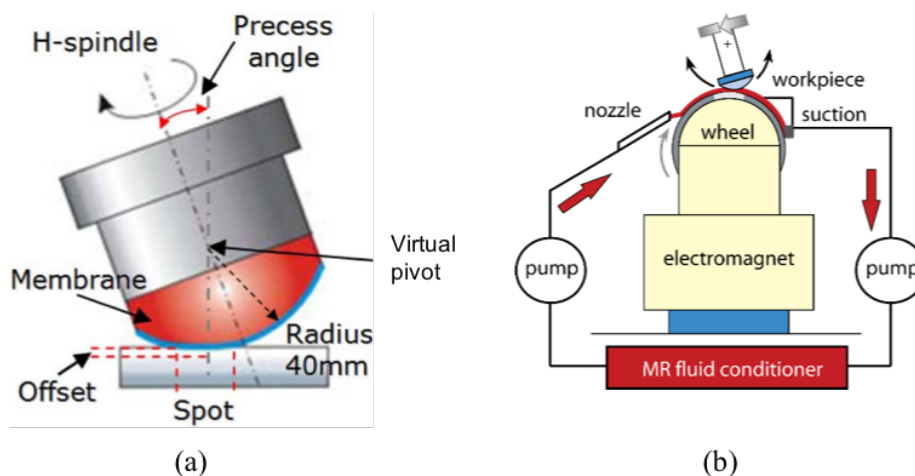 H-spindle
Precess
angle
Membrane
Virtual
pivot
Radius
40mm
Offset
Spot
(a)
workpiece
nozzle
suction
wheel
electromagnet
pump
pump
MR fluid conditioner
(b)